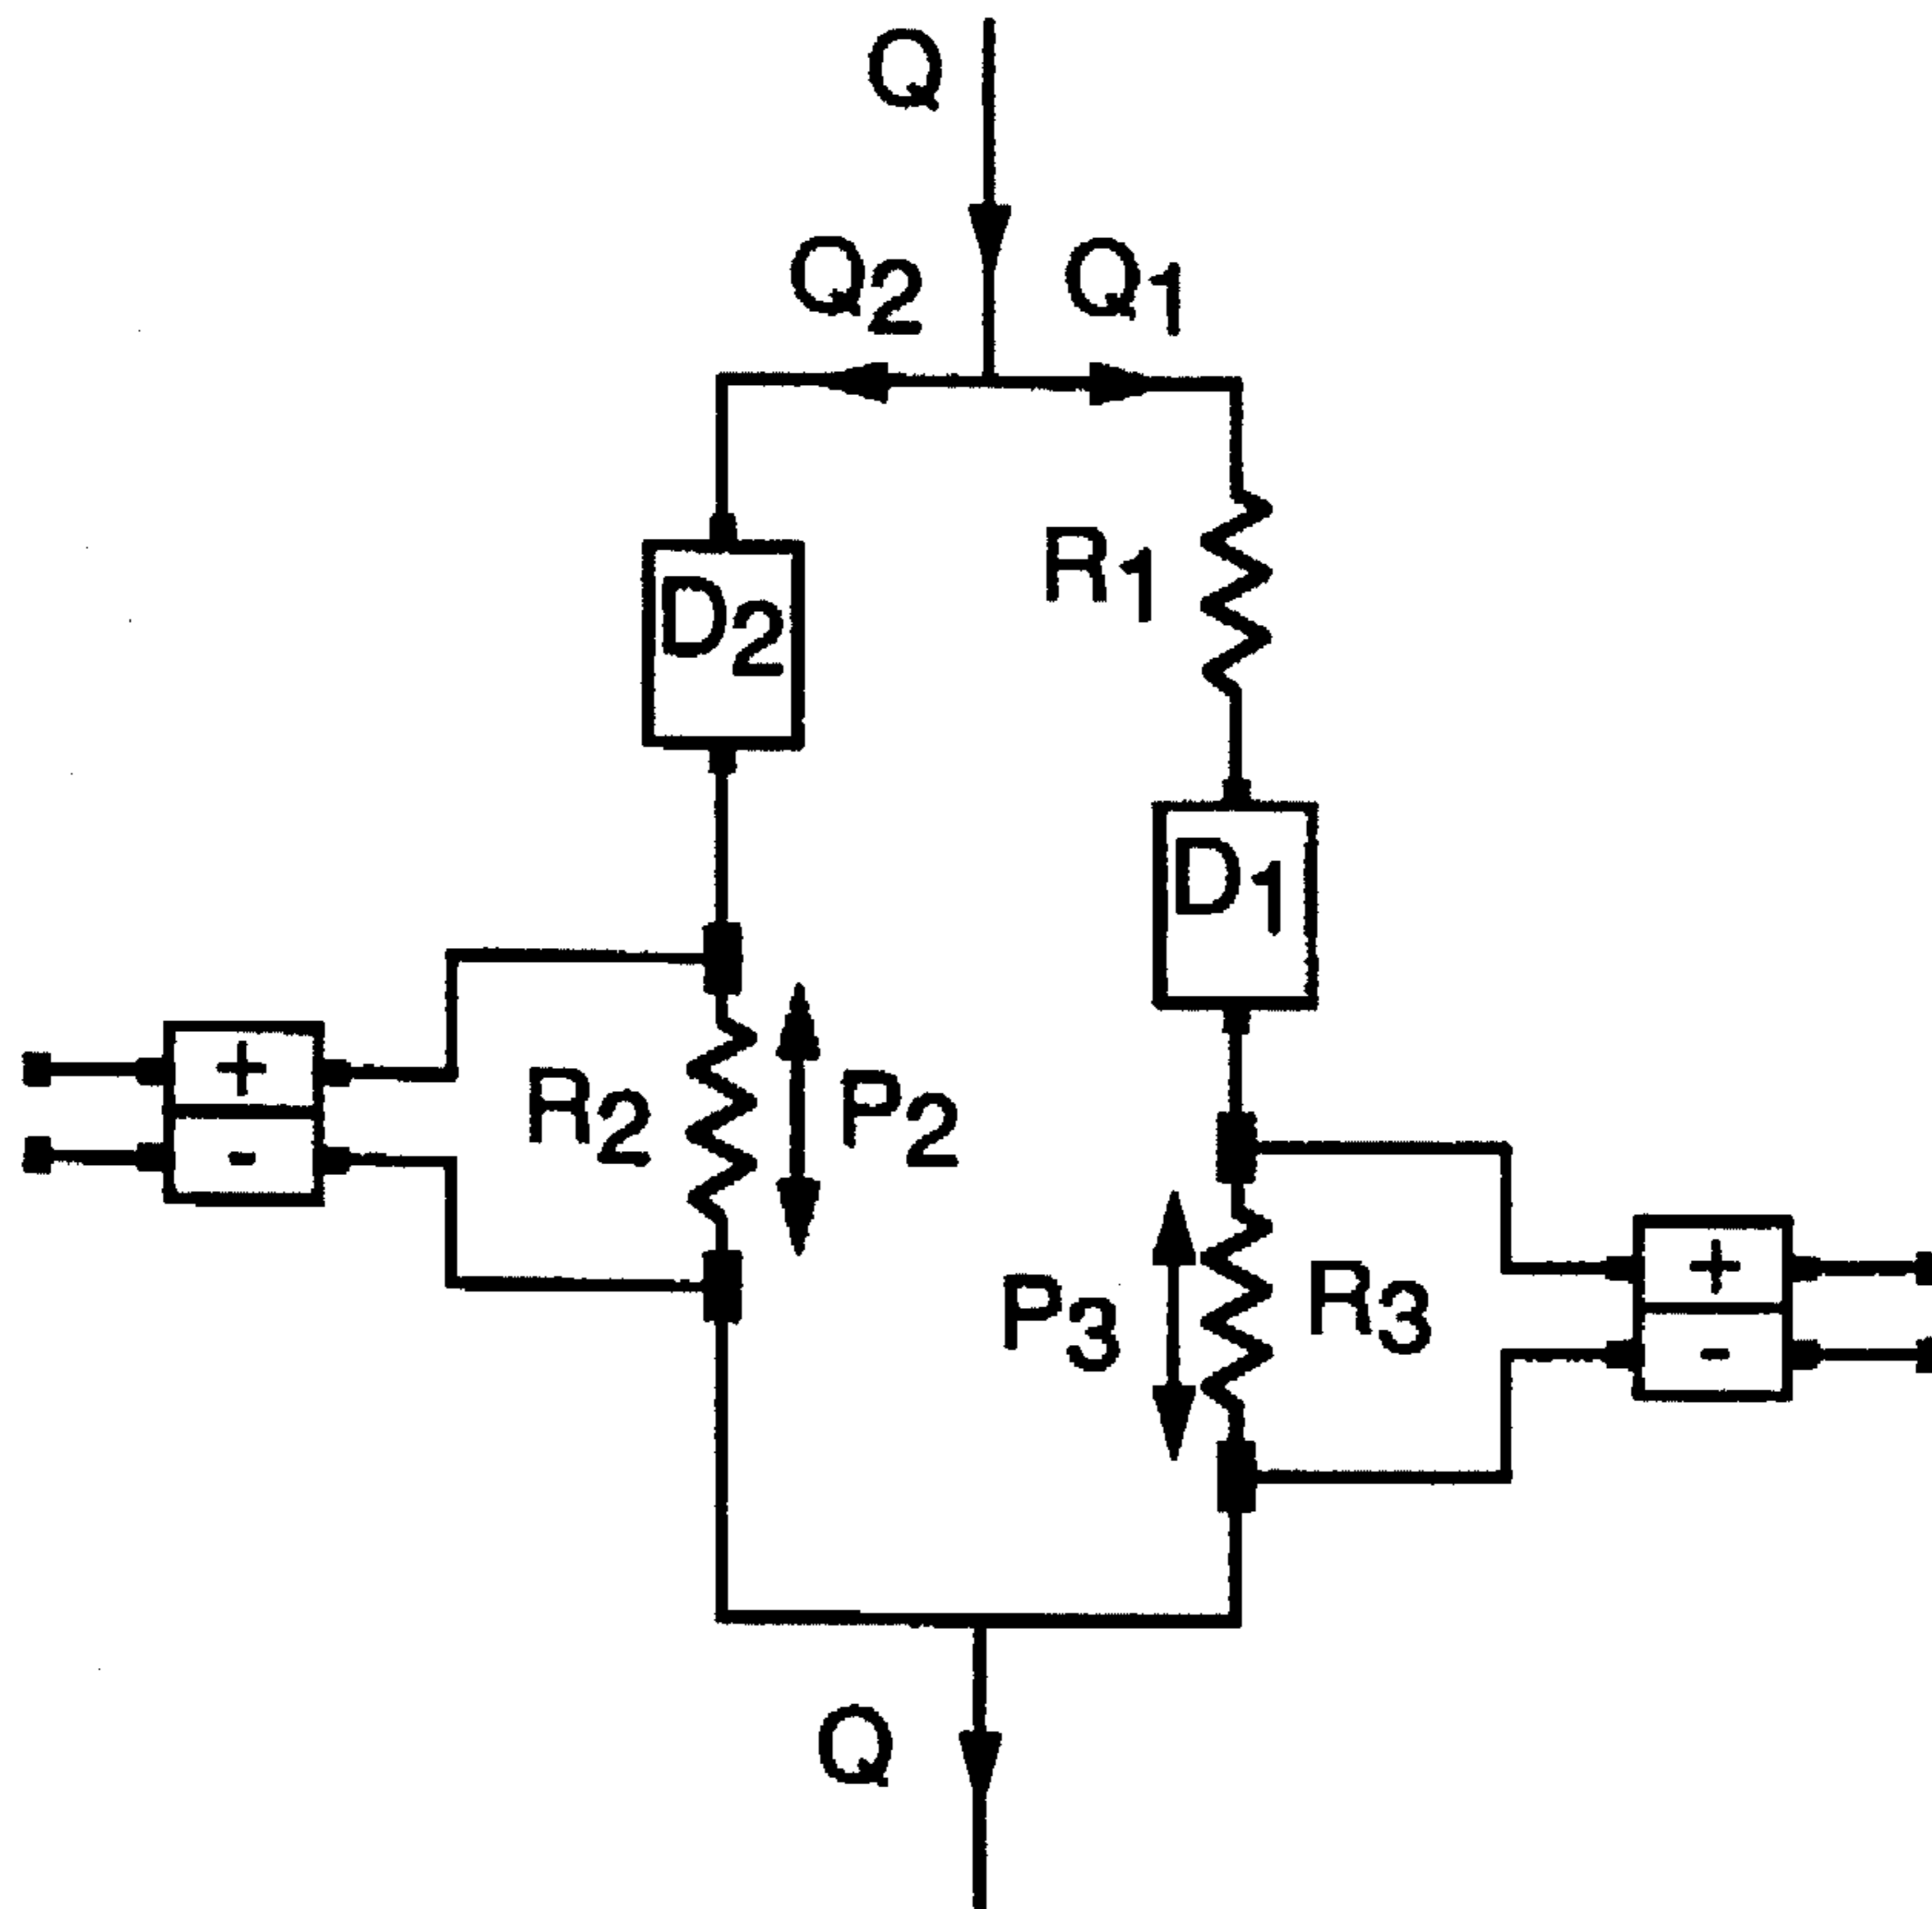 Q
Q2 Q1
R1
D2
D1
+
R2 P2
-
+
P3 R3
-
Q